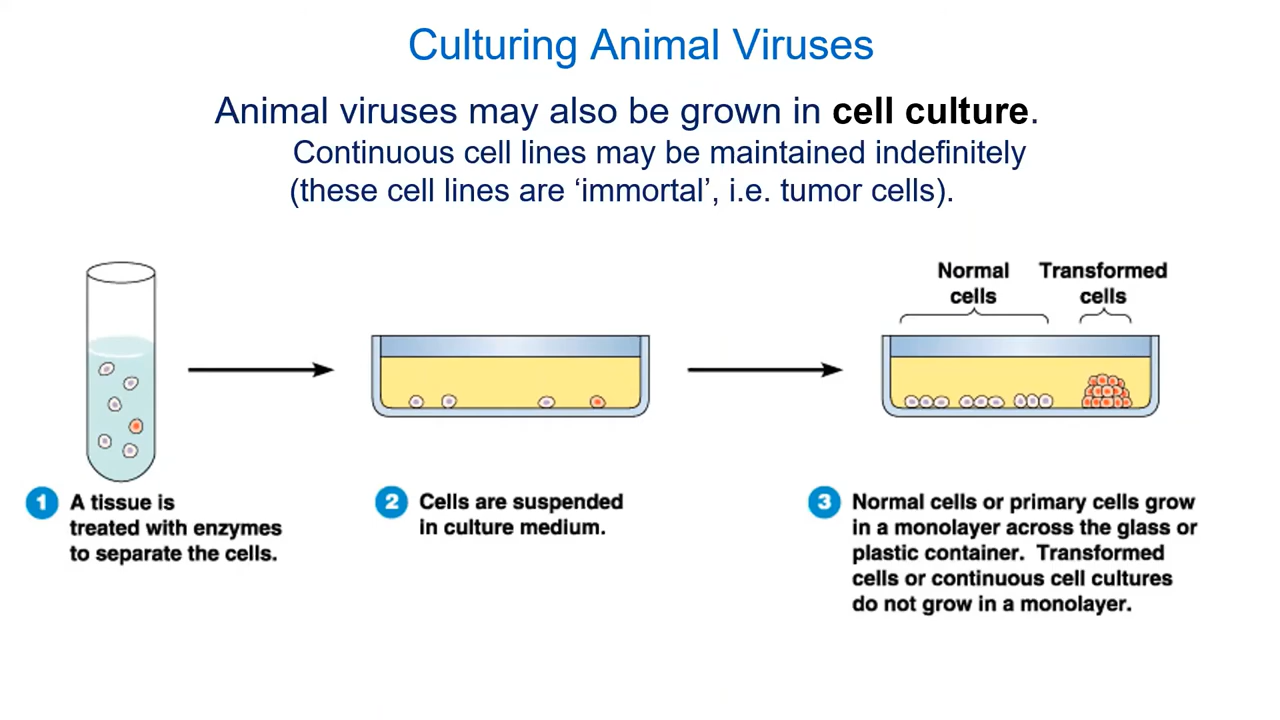 Culturing Animal Viruses
Animal viruses may also be grown in cell culture.
Continuous cell lines may be maintained indefinitely
(these cell lines are ‘immortal’, i.e. tumor cells).
Normal
cells
Transformed
cells
1 A tissue is
treated with enzymes
to separate the cells.
2 Cells are suspended
in culture medium.
3 Normal cells or primary cells grow
in a monolayer across the glass or
plastic container. Transformed
cells or continuous cell cultures
do not grow in a monolayer.